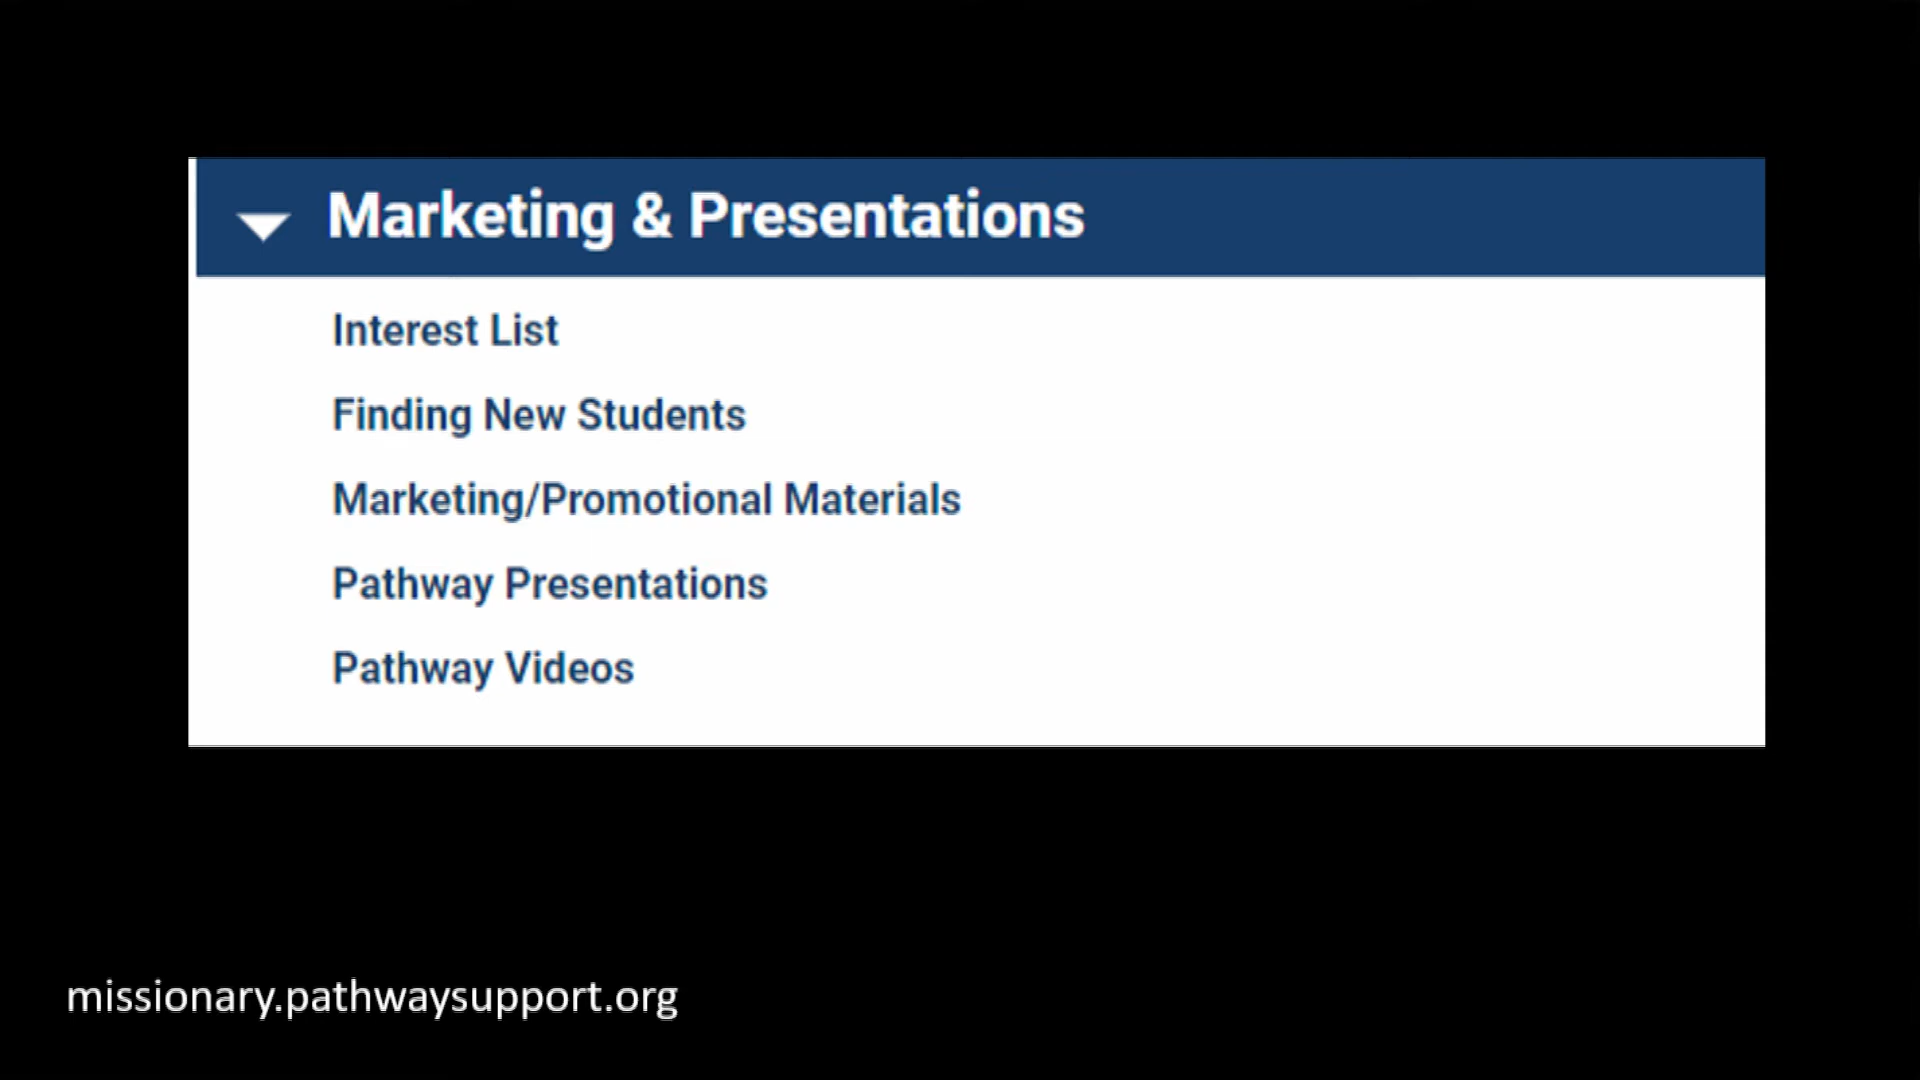 Marketing & Presentations
Interest List
Finding New Students
Marketing/Promotional Materials
Pathway Presentations
Pathway Videos
missionary.pathwaysupport.org